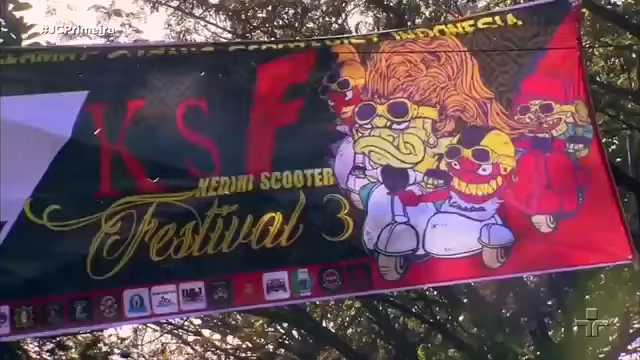 #JCPrimeira
INDONESIA
KSF
KEDIRI SCOOTER
Festival 3